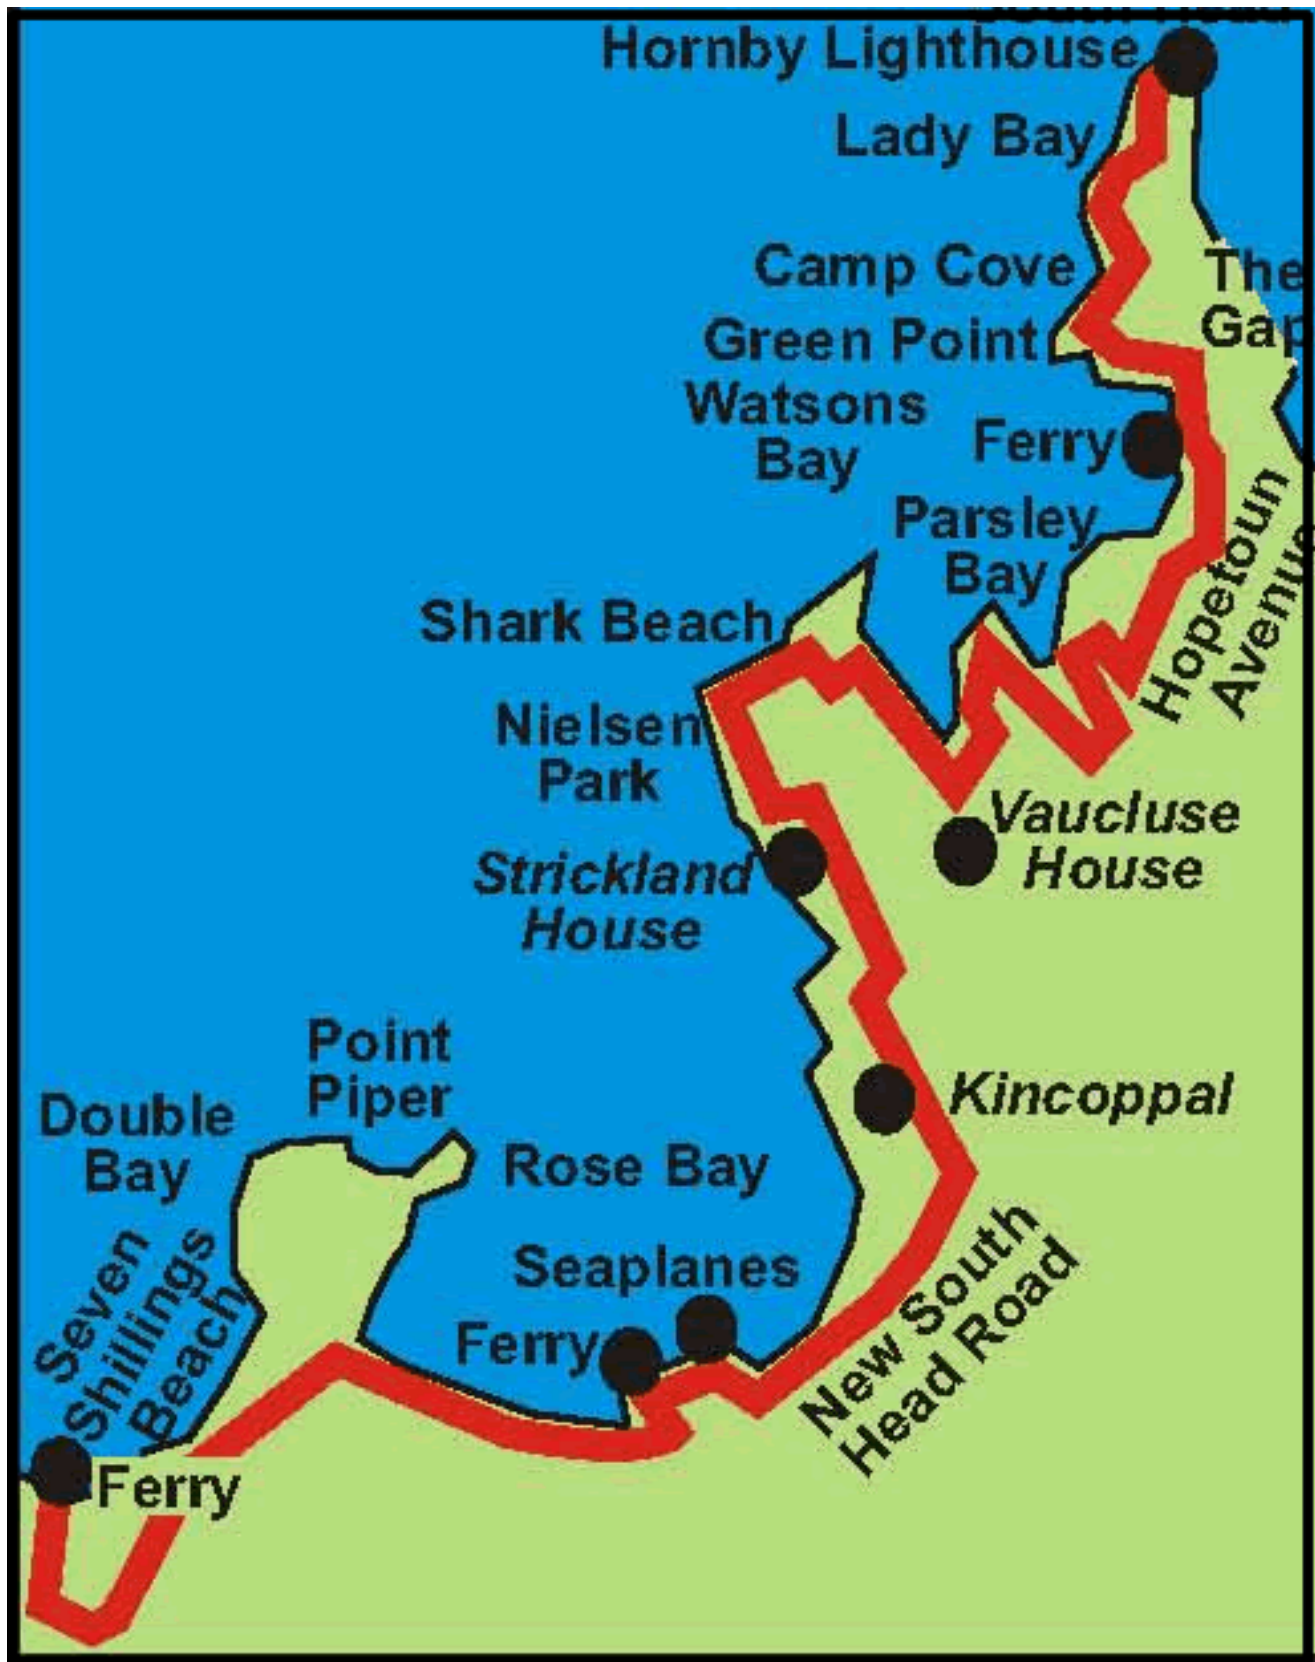 Hornby Lighthouse
Lady Bay
Camp Cove
The
Gap
Green Point
Watsons
Bay
Ferry
Parsley
Bay
Hopetoun
Avenue
Shark Beach
Nielsen
Park
Vaucluse
House
Strickland
House
Point
Piper
Kincoppal
Double
Bay
Rose Bay
Seven
Shillings
Beach
Seaplanes
Ferry
New South
Head Road
Ferry